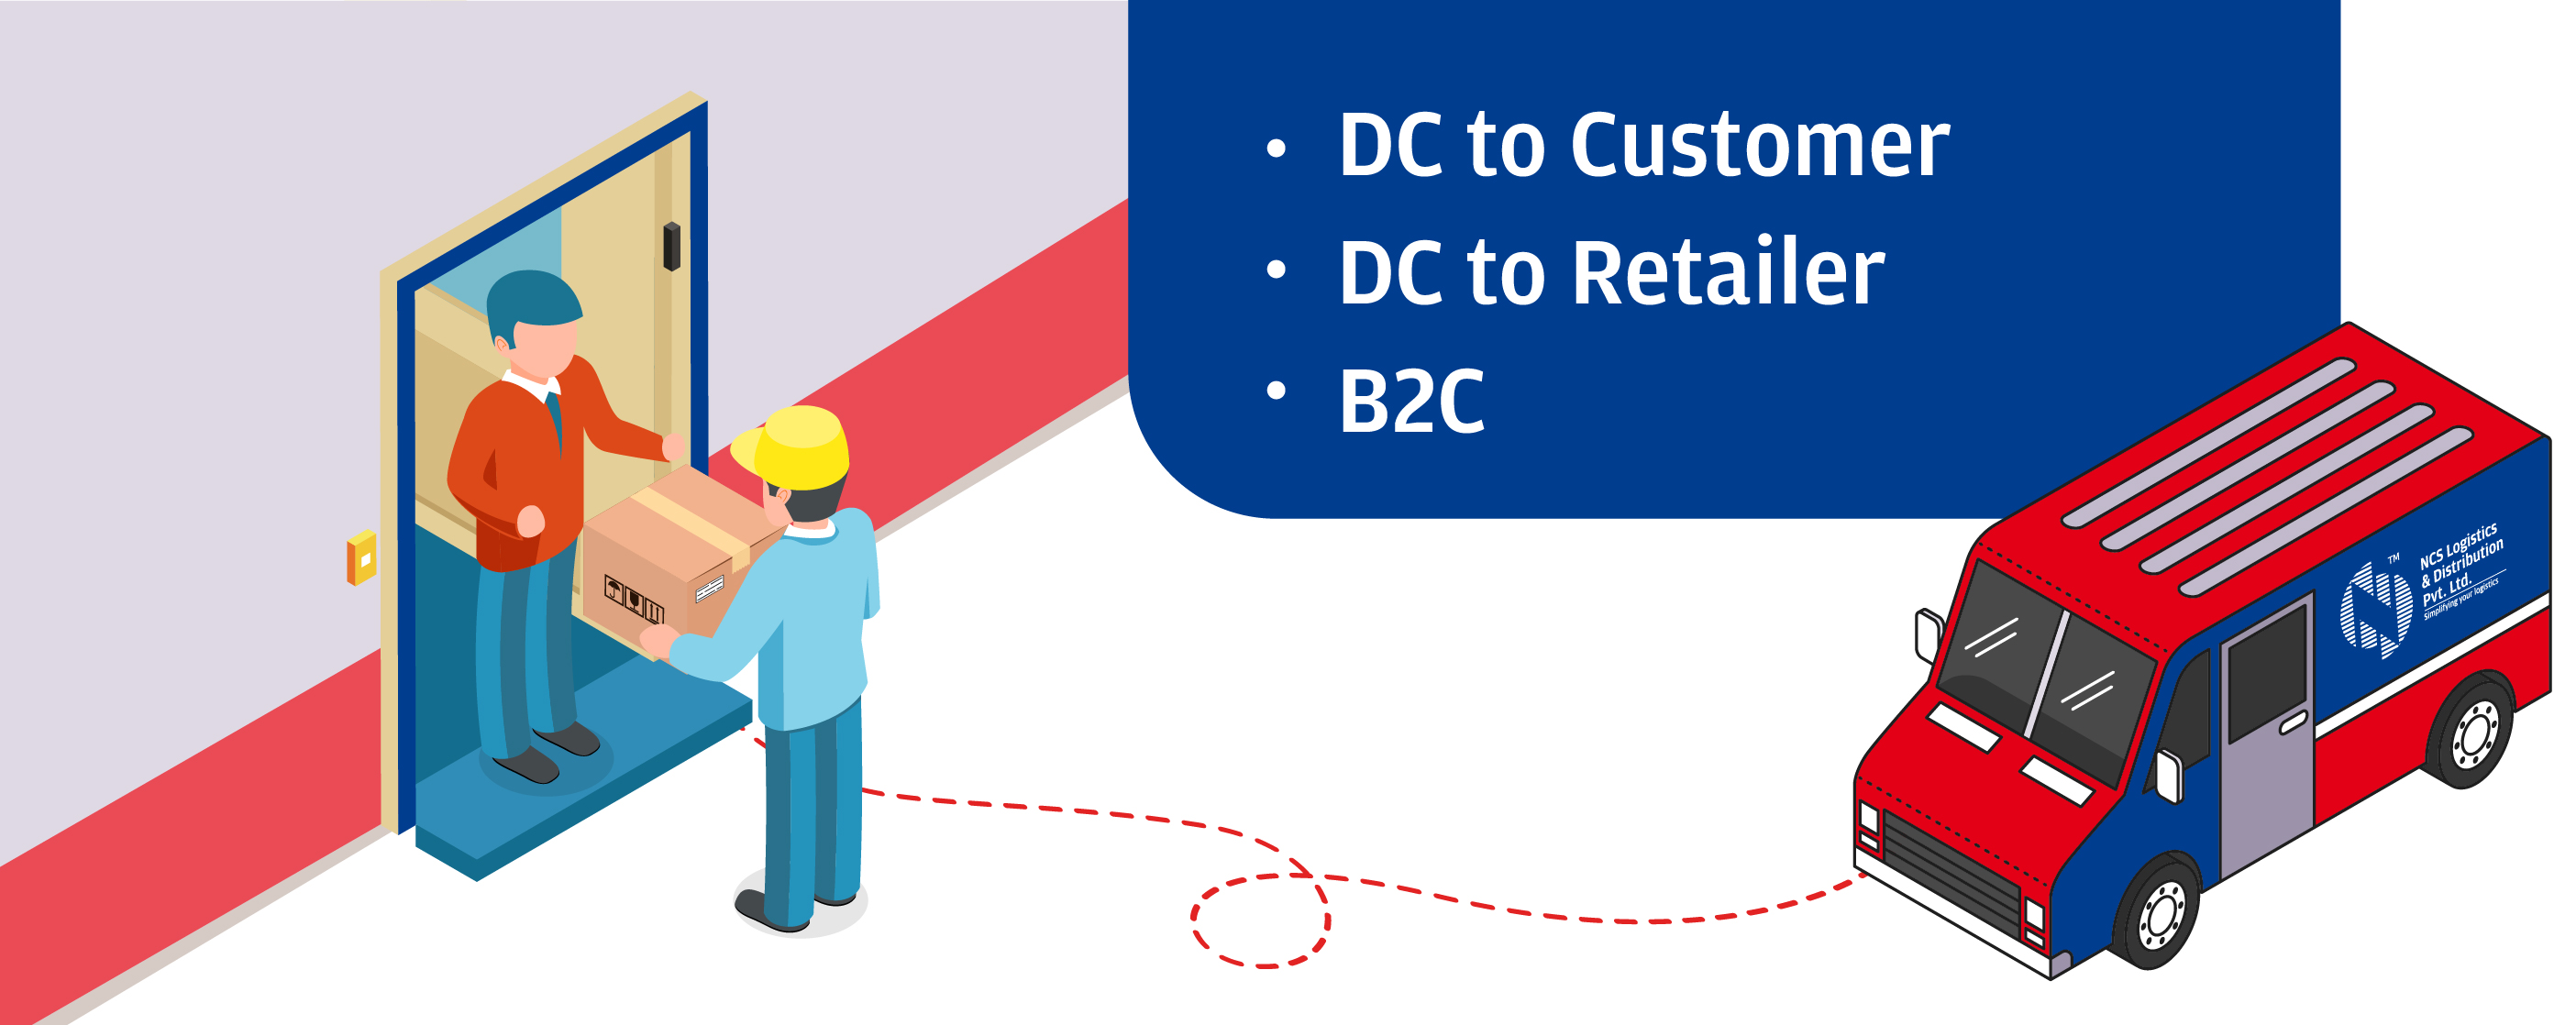 • DC to Customer
• DC to Retailer
• B2C
TM
NCS Logistics
& Distribution
Pvt. Ltd.
Simplifying your logistics